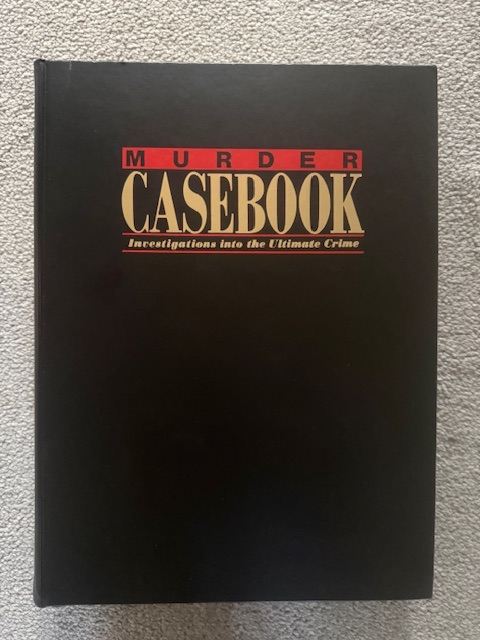 MURDER
CASEBOOK
Investigations into the Ultimate Crime